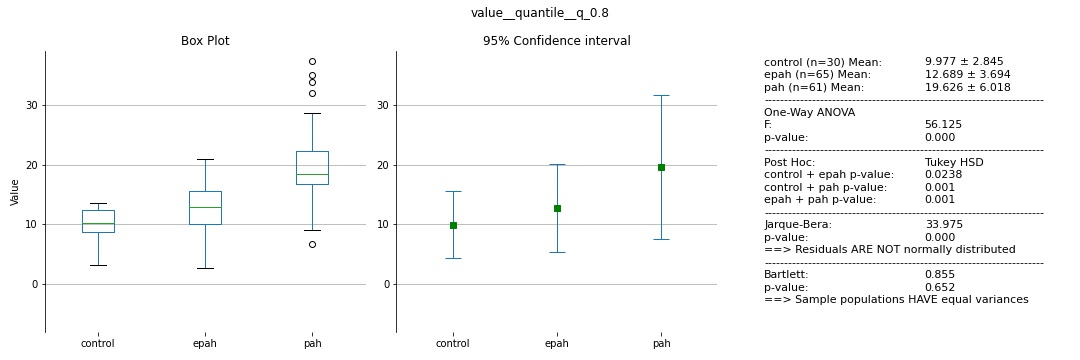 value__quantile__q_0.8
Box Plot
Value
30
20
10
0
control epah pah
95% Confidence interval
30
20
10
0
control epah pah
control (n=30) Mean: 9.977 ± 2.845
epah (n=65) Mean: 12.689 ± 3.694
pah (n=61) Mean: 19.626 ± 6.018
One-Way ANOVA
F: 56.125
p-value: 0.000
Post Hoc: Tukey HSD
control + epah p-value: 0.0238
control + pah p-value: 0.001
epah + pah p-value: 0.001
Jarque-Bera: 33.975
p-value: 0.000
==> Residuals ARE NOT normally distributed
Bartlett: 0.855
p-value: 0.652
==> Sample populations HAVE equal variances